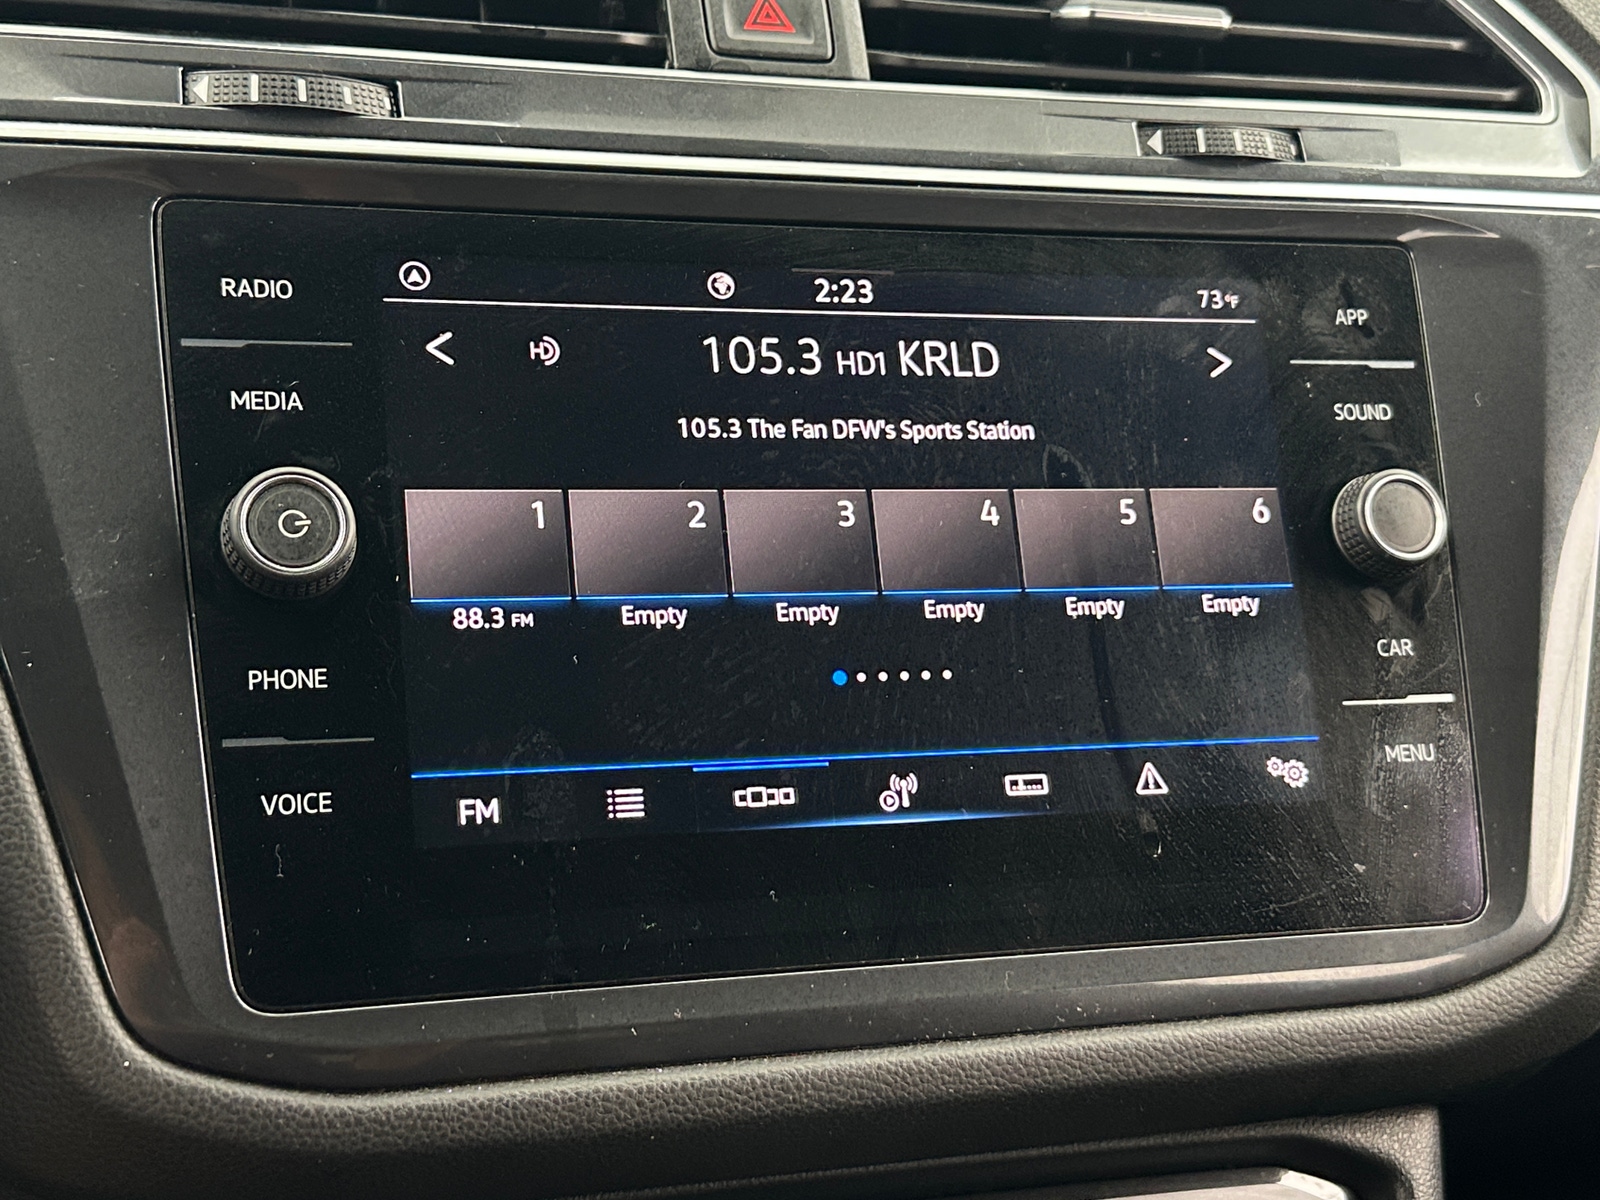 RADIO
MEDIA
PHONE
VOICE
2:23
73°F
HD
105.3 HD1 KRLD
105.3 The Fan DFW's Sports Station
1
2
3
4
5
6
88.3 FM
Empty
Empty
Empty
Empty
Empty
FM
APP
SOUND
CAR
MENU